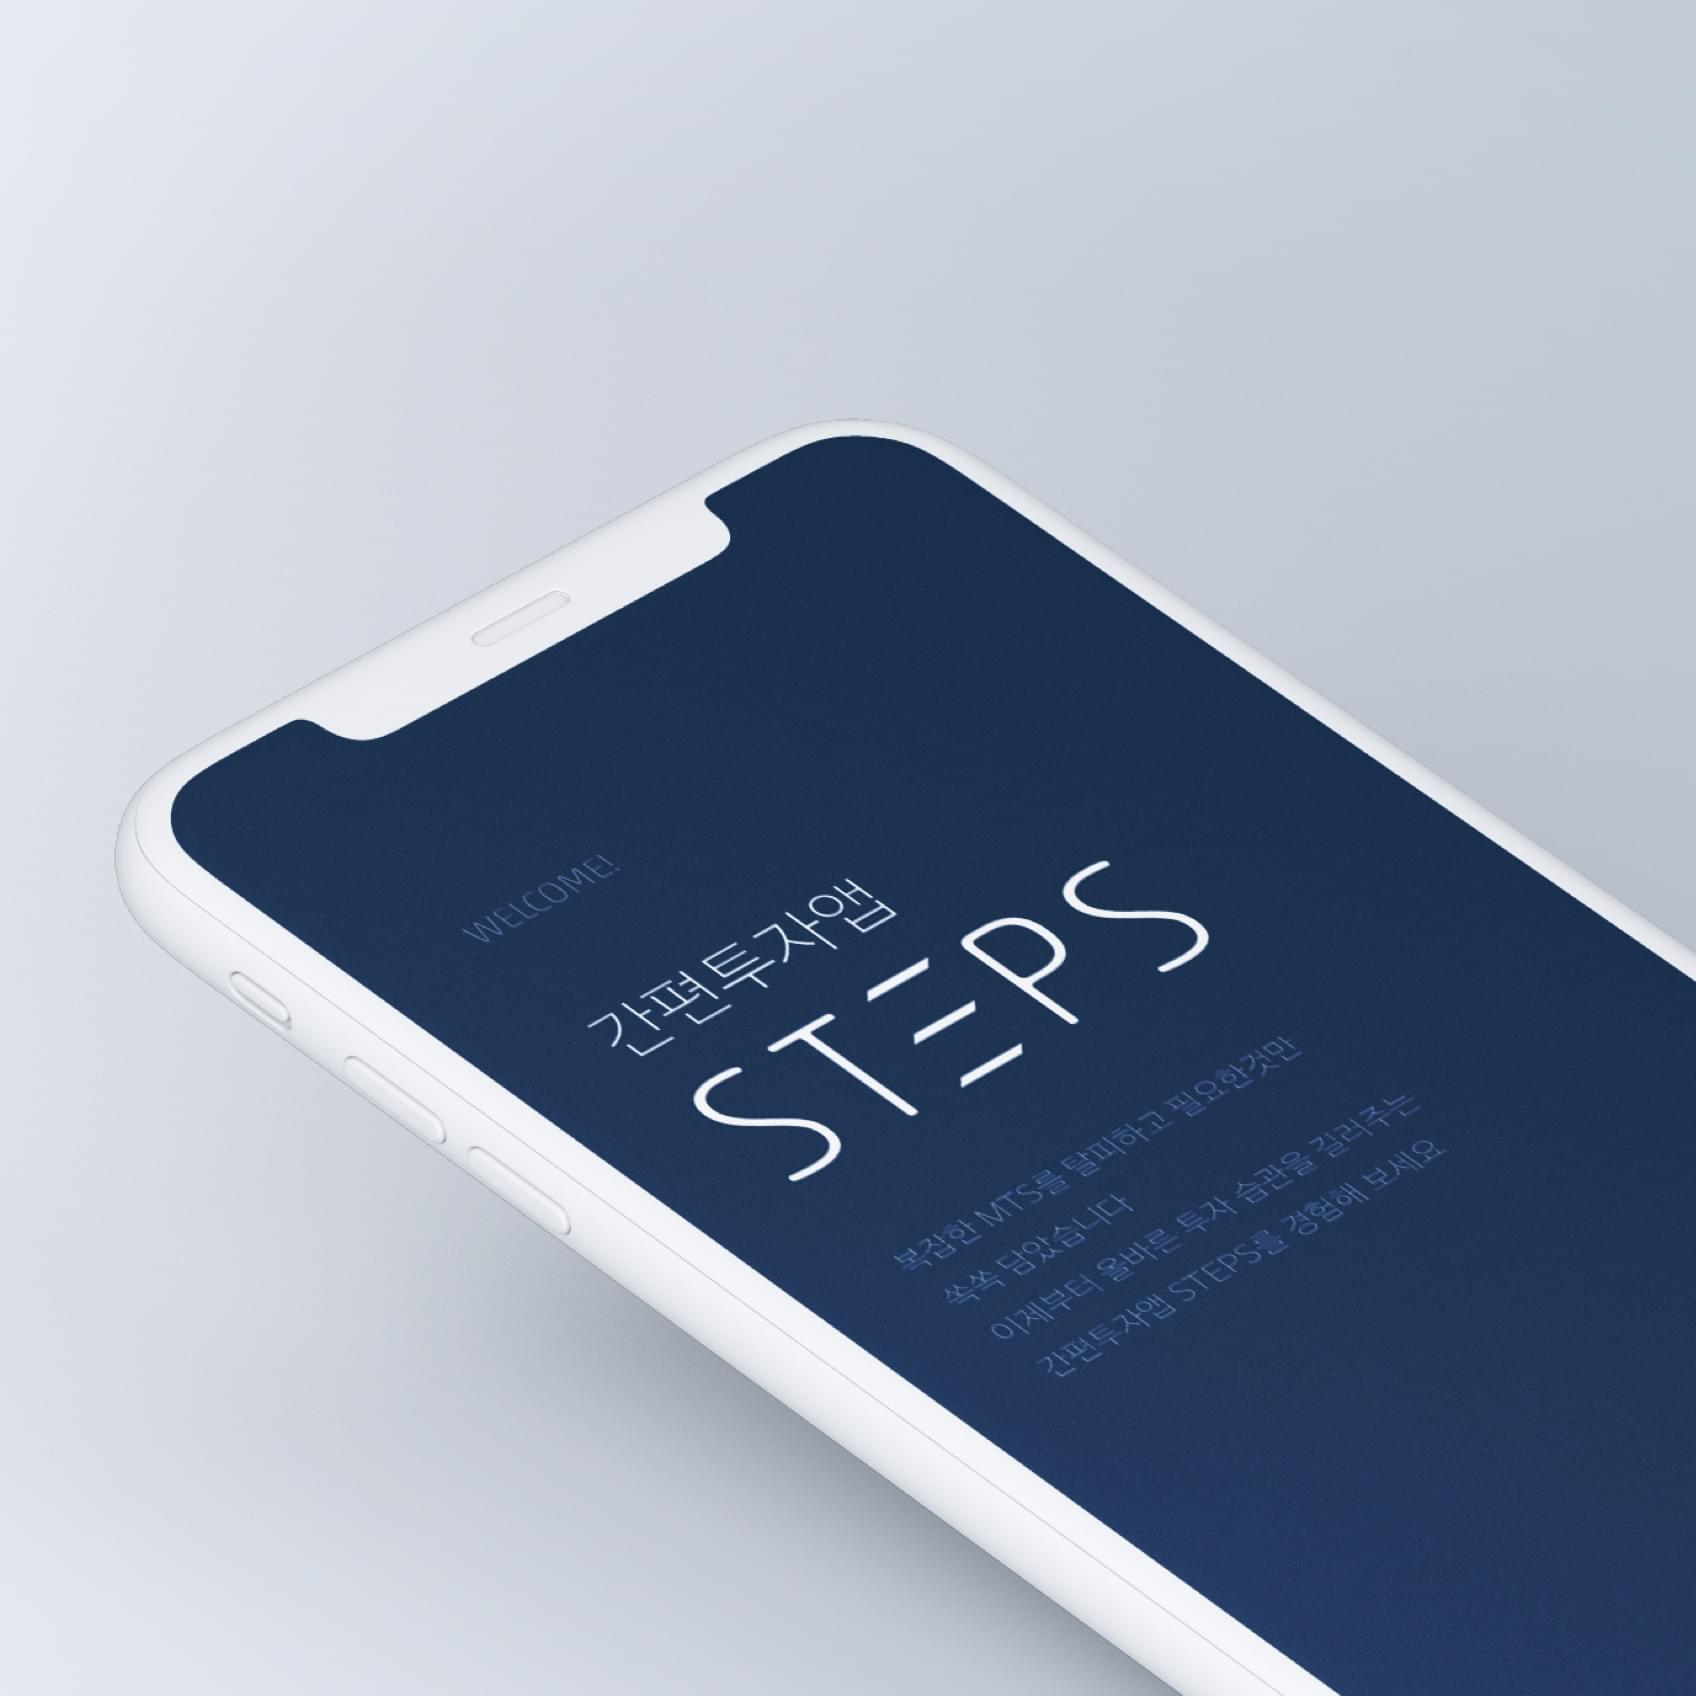 WELCOME!
간편투자앱
STEPS
복잡한 MTS를 탈피하고 필요한것만
쏙쏙 담았습니다
이제부터 올바른 투자 습관을 길러주는
간편투자앱 STEPS를 경험해 보세요